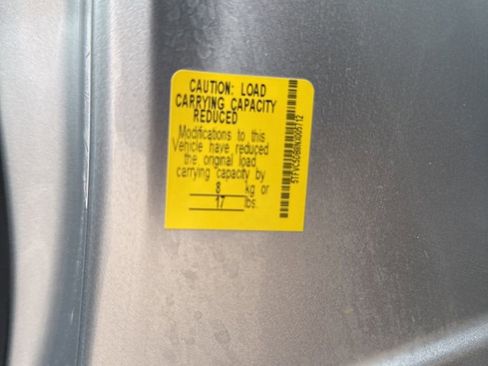 CAUTION: LOAD
CARRYING CAPACITY
REDUCED
Modifications to this
Vehicle have reduced
the original load
carrying capacity by
8 kg or
17 lbs.